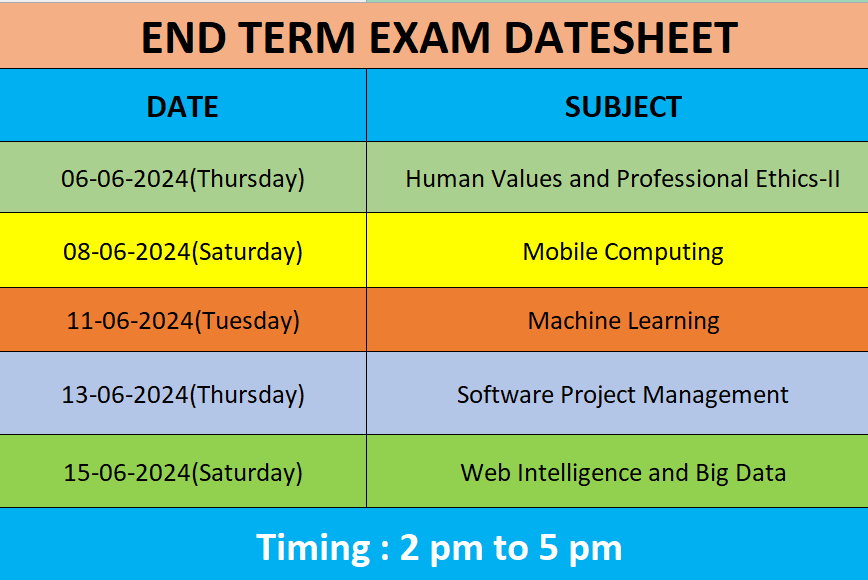 END TERM EXAM DATESHEET
DATE SUBJECT
06-06-2024(Thursday) Human Values and Professional Ethics-II
08-06-2024(Saturday) Mobile Computing
11-06-2024(Tuesday) Machine Learning
13-06-2024(Thursday) Software Project Management
15-06-2024(Saturday) Web Intelligence and Big Data
Timing : 2 pm to 5 pm